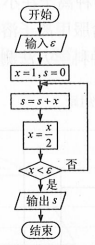 开始
输入ε
x=1,s=0
s=s+x
x=x/2
x<ε
否
是
输出s
结束